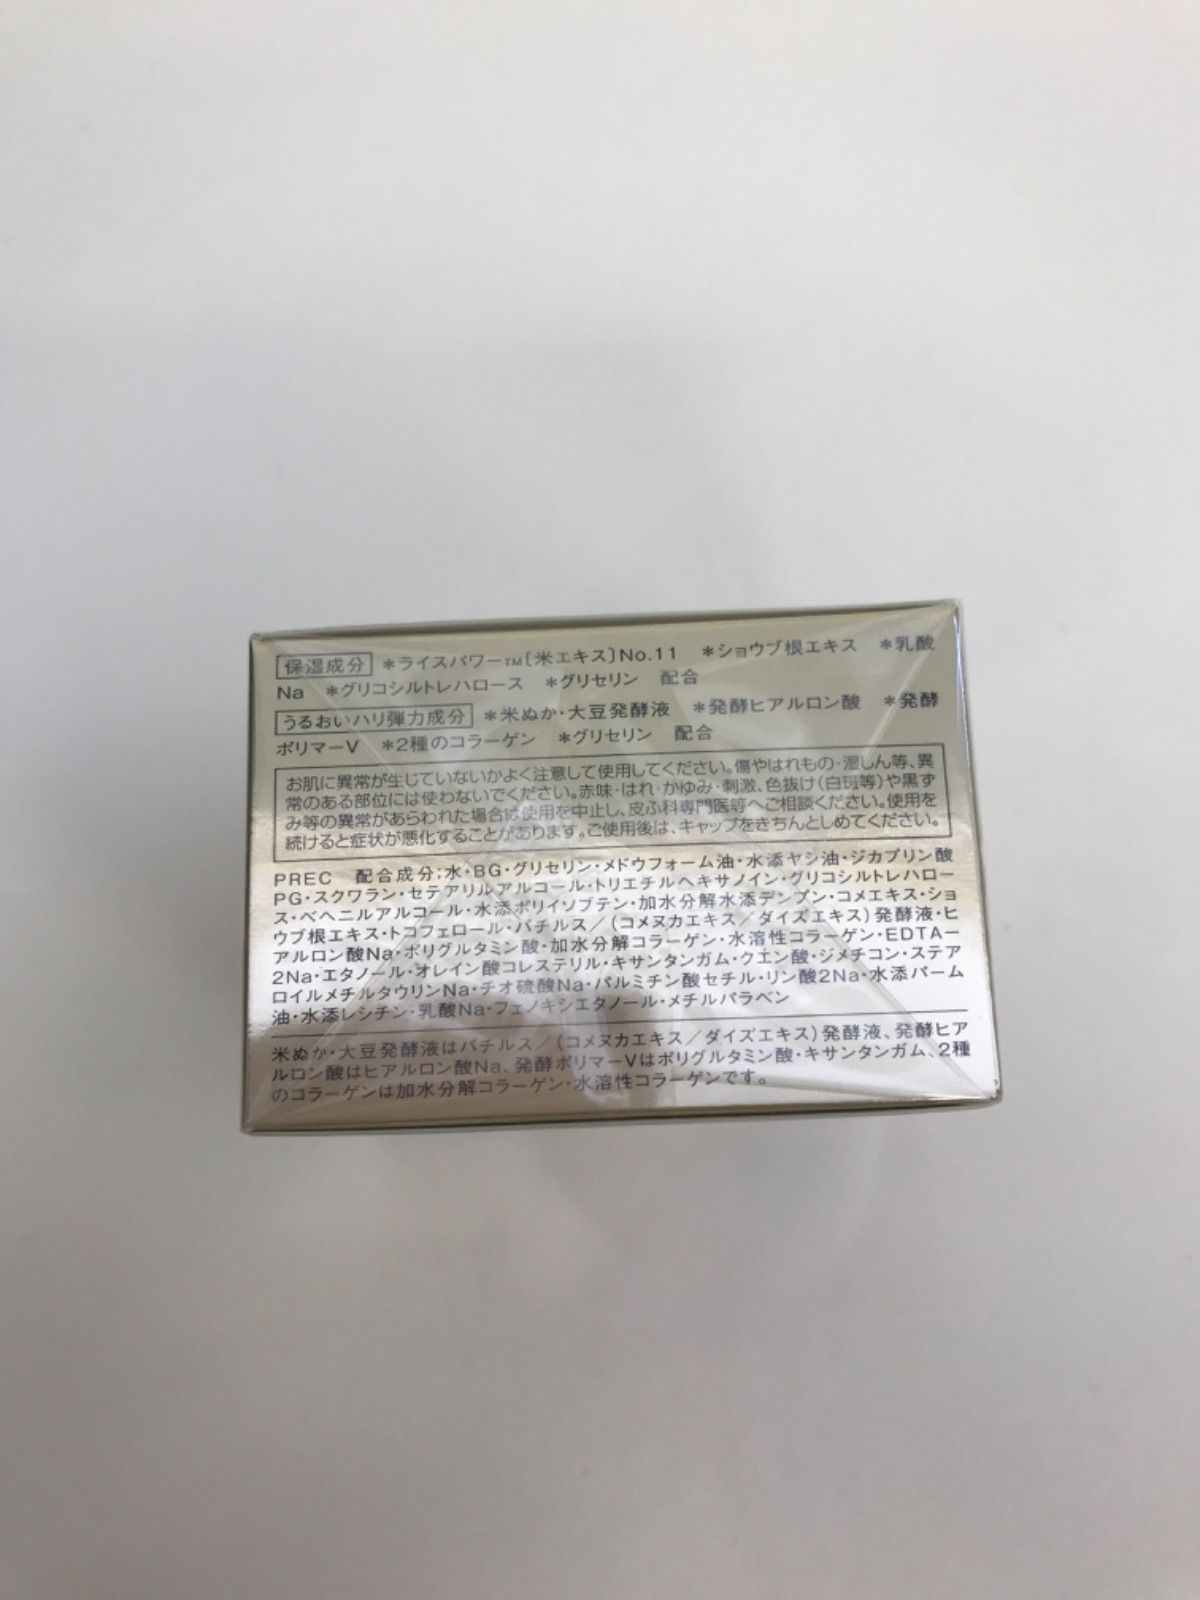 保湿成分 *ライスパワー™〔米エキス〕No.11 *ショウブ根エキス *乳酸
Na *グリコシルトレハロース *グリセリン 配合
うるおいハリ弾力成分 *米ぬか・大豆発酵液 *発酵ヒアルロン酸 *発酵
ポリマーV *2種のコラーゲン *グリセリン 配合
お肌に異常が生じていないかよく注意して使用してください。傷やはれもの・湿しん等、異
常のある部位には使わないでください。赤味・はれ・かゆみ・刺激、色抜け(白斑等)や黒ず
み等の異常があらわれた場合は使用を中止し、皮ふ科専門医等へご相談ください。使用を
続けると症状が悪化することがあります。ご使用後は、キャップをきちんとしめてください。
PREC 配合成分;水・BG・グリセリン・メドウフォーム油・水添ヤシ油・ジカプリン酸
PG・スクワラン・セテアリルアルコール・トリエチルヘキサノイン・グリコシルトレハロー
ス・ベヘニルアルコール・水添ポリイソブテン・加水分解水添デンプン・コメエキス・ショ
ウブ根エキス・トコフェロール・バチルス/(コメヌカエキス/ダイズエキス)発酵液・ヒ
アルロン酸Na・ポリグルタミン酸・加水分解コラーゲン・水溶性コラーゲン・EDTA－
2Na・エタノール・オレイン酸コレステリル・キサンタンガム・クエン酸・ジメチコン・ステア
ロイルメチルタウリンNa・チオ硫酸Na・パルミチン酸セチル・リン酸2Na・水添パーム
油・水添レシチン・乳酸Na・フェノキシエタノール・メチルパラベン
米ぬか・大豆発酵液はバチルス/(コメヌカエキス/ダイズエキス)発酵液、発酵ヒア
ルロン酸はヒアルロン酸Na、発酵ポリマーVはポリグルタミン酸・キサンタンガム、2種
のコラーゲンは加水分解コラーゲン・水溶性コラーゲンです。